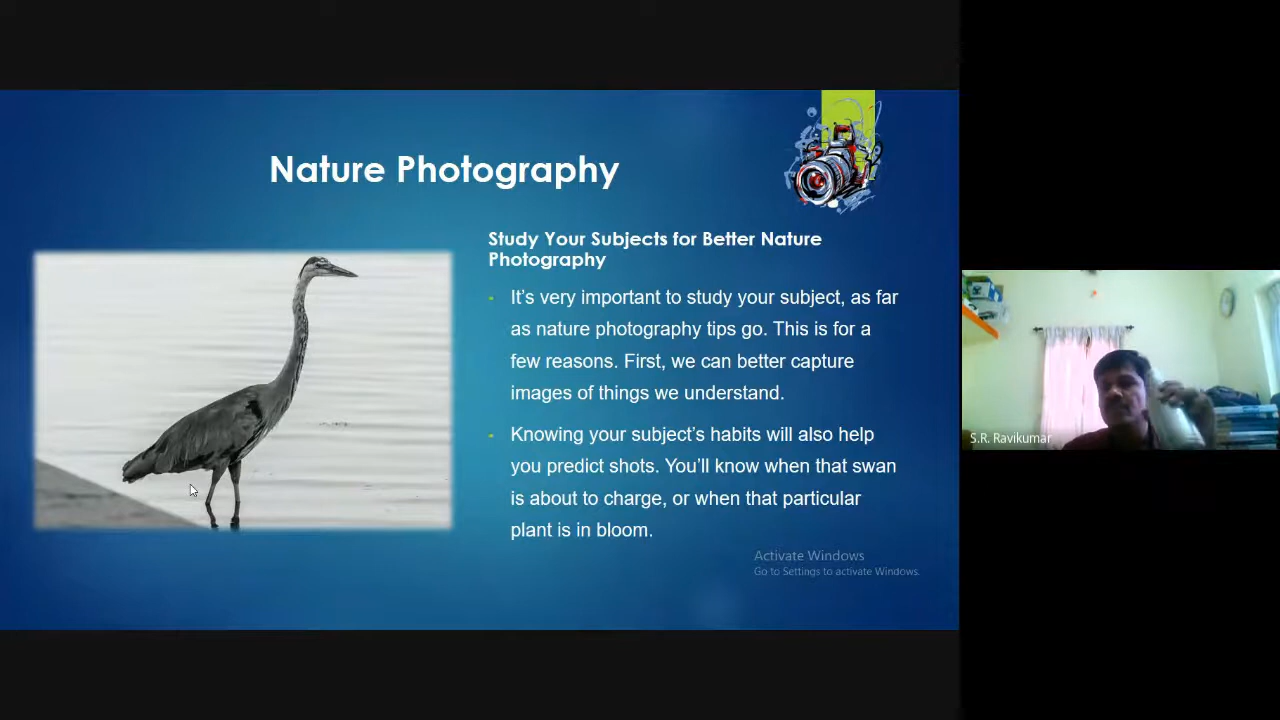 Nature Photography
Study Your Subjects for Better Nature
Photography
It's very important to study your subject, as far
as nature photography tips go. This is for a
few reasons. First, we can better capture
images of things we understand.
Knowing your subject's habits will also help
you predict shots. You'll know when that swan
is about to charge, or when that particular
plant is in bloom.
Activate Windows
Go to Settings to activate Windows.
S.R. Ravikumar